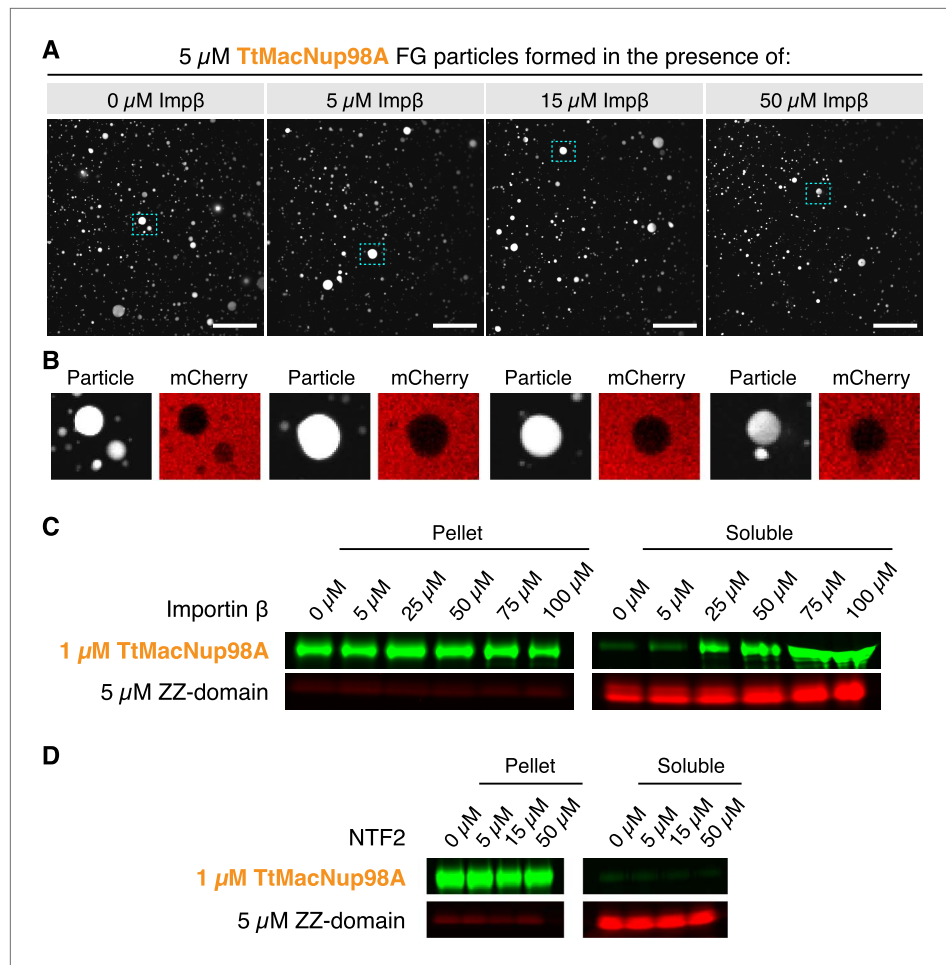 A
5 µM TtMacNup98A FG particles formed in the presence of:
0 µM Impβ 5 µM Impβ 15 µM Impβ 50 µM Impβ
B
Particle mCherry Particle mCherry Particle mCherry Particle mCherry
C
Pellet Soluble
Importin β 0 µM 5 µM 25 µM 50 µM 75 µM 100 µM 0 µM 5 µM 25 µM 50 µM 75 µM 100 µM
1 µM TtMacNup98A
5 µM ZZ-domain
D
Pellet Soluble
NTF2 0 µM 5 µM 15 µM 50 µM 0 µM 5 µM 15 µM 50 µM
1 µM TtMacNup98A
5 µM ZZ-domain